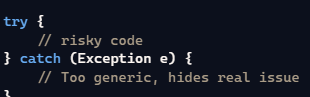 try {
    // risky code
} catch (Exception e) {
    // Too generic, hides real issue
}